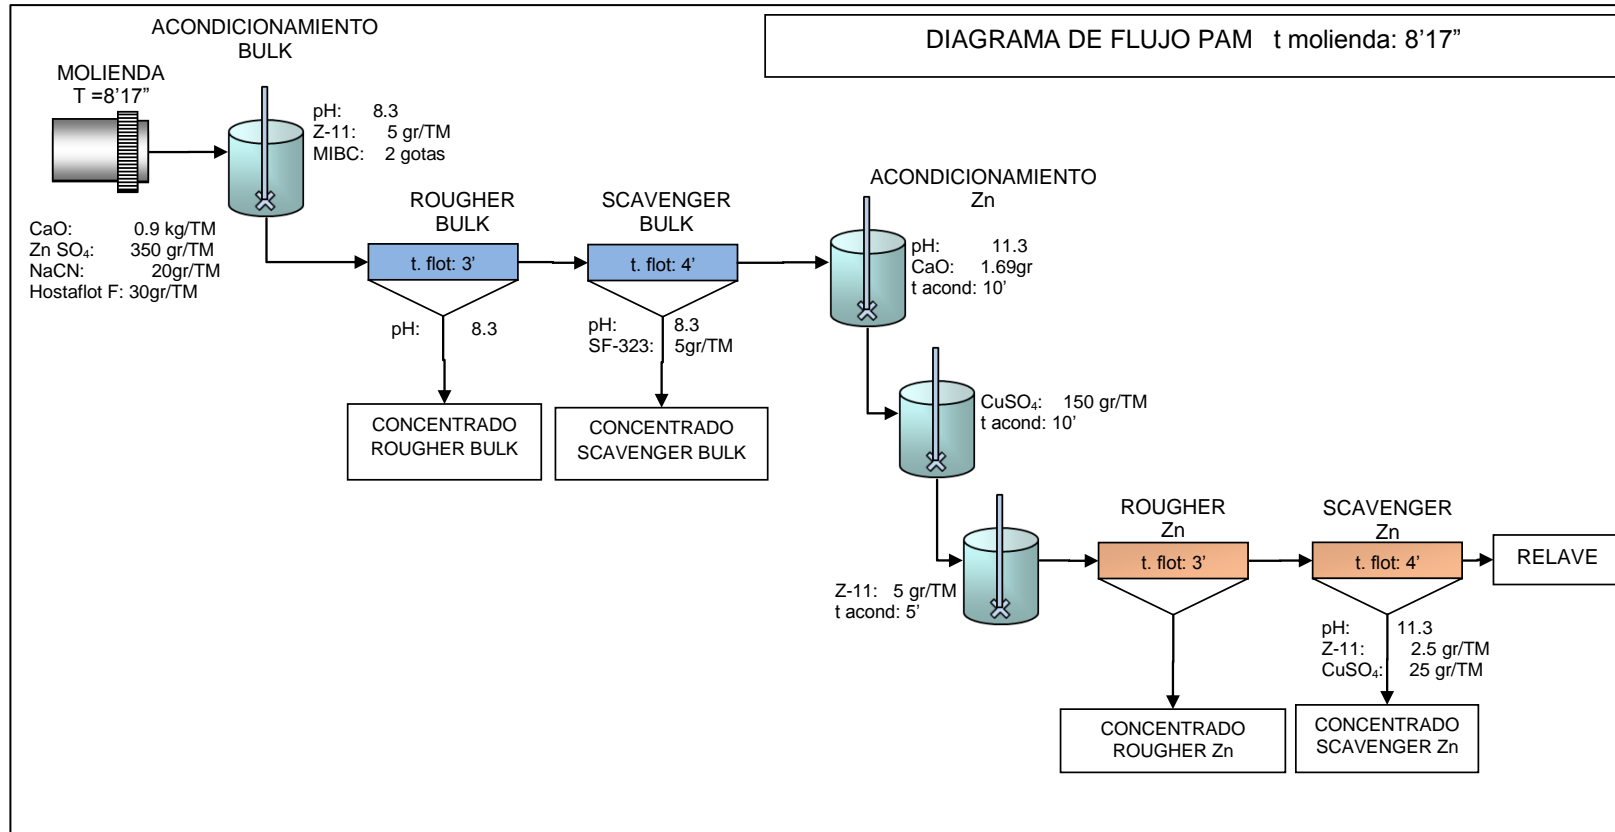 DIAGRAMA DE FLUJO PAM t molienda: 8’17”
ACONDICIONAMIENTO
BULK
MOLIENDA
T =8’17”
pH: 8.3
Z-11: 5 gr/TM
MIBC: 2 gotas
CaO: 0.9 kg/TM
Zn SO₄: 350 gr/TM
NaCN: 20gr/TM
Hostaflot F: 30gr/TM
ROUGHER
BULK
t. flot: 3’
pH: 8.3
CONCENTRADO
ROUGHER BULK
SCAVENGER
BULK
t. flot: 4’
pH: 8.3
SF-323: 5gr/TM
CONCENTRADO
SCAVENGER BULK
ACONDICIONAMIENTO
Zn
pH: 11.3
CaO: 1.69gr
t acond: 10’
CuSO₄: 150 gr/TM
t acond: 10’
Z-11: 5 gr/TM
t acond: 5’
ROUGHER
Zn
t. flot: 3’
CONCENTRADO
ROUGHER Zn
SCAVENGER
Zn
t. flot: 4’
pH: 11.3
Z-11: 2.5 gr/TM
CuSO₄: 25 gr/TM
CONCENTRADO
SCAVENGER Zn
RELAVE